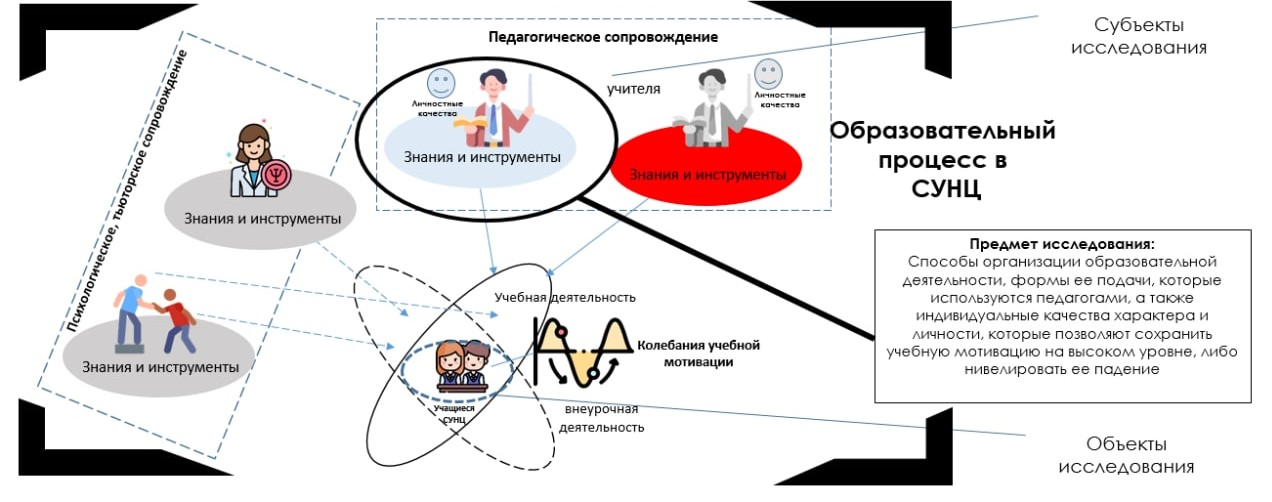 Субъекты
исследования
Педагогическое сопровождение
учителя
Личностные
качества
Личностные
качества
Знания и инструменты
Знания и инструменты
Образовательный
процесс в
СУНЦ
Психологическое, тьюторское сопровождение
Знания и инструменты
Знания и инструменты
Предмет исследования:
Способы организации образовательной
деятельности, формы ее подачи, которые
используются педагогами, а также
индивидуальные качества характера и
личности, которые позволяют сохранить
учебную мотивацию на высоком уровне, либо
нивелировать ее падение
Учебная деятельность
Колебания учебной
мотивации
Учащиеся
СУНЦ
внеурочная
деятельность
Объекты
исследования